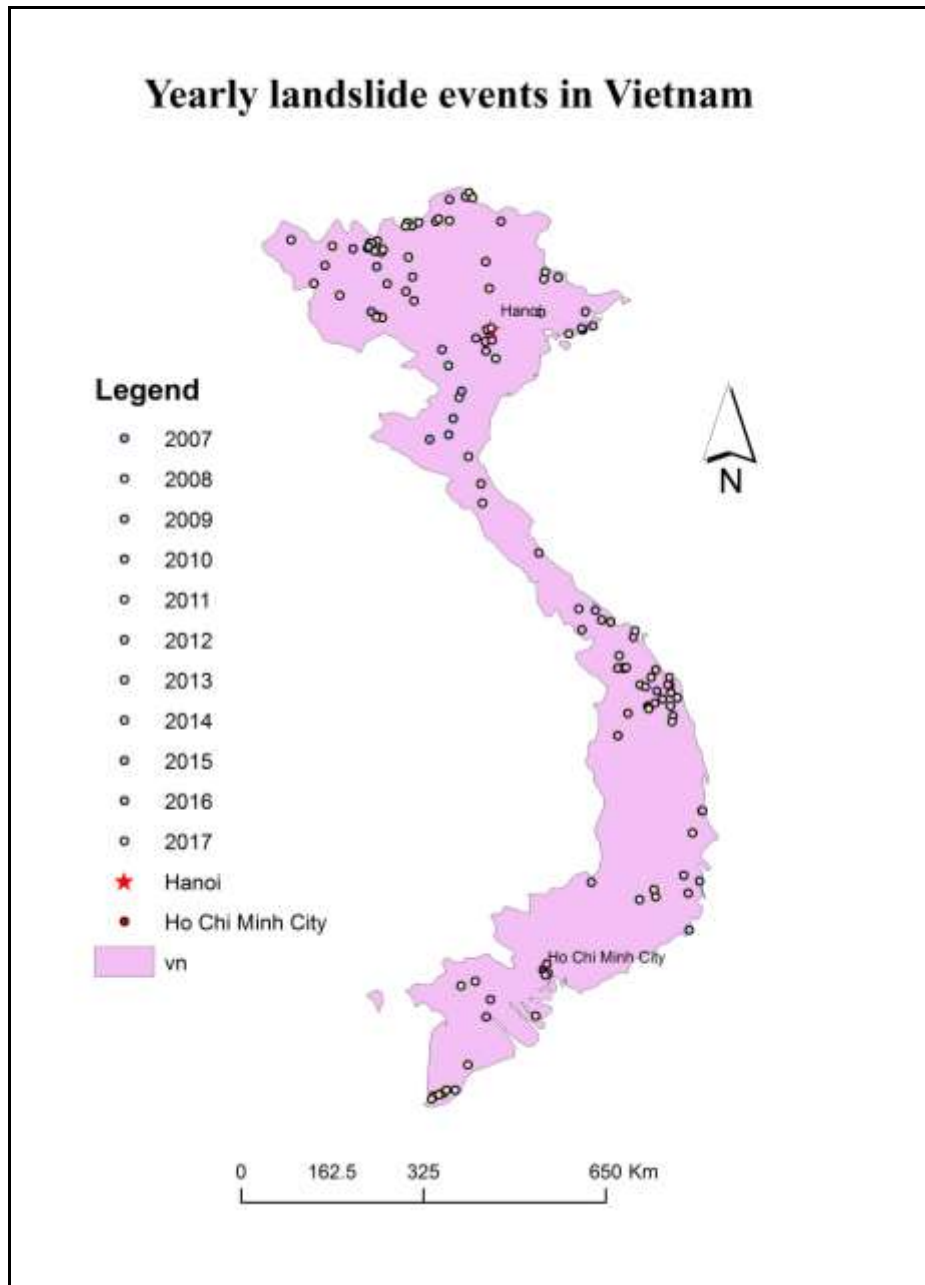 Yearly landslide events in Vietnam
Hanoi
Legend
2007
2008
2009
2010
2011
2012
2013
2014
2015
2016
2017
Hanoi
Ho Chi Minh City
vn
N
Ho Chi Minh City
0 162.5 325 650 Km